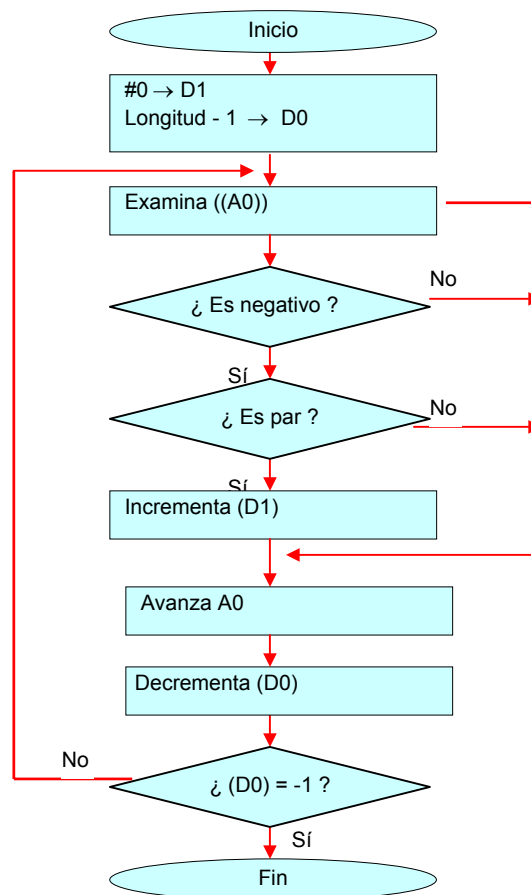 Inicio
#0 → D1
Longitud - 1 → D0
Examina ((A0))
¿ Es negativo ?
No
Sí
¿ Es par ?
No
Sí
Incrementa (D1)
Avanza A0
Decrementa (D0)
¿ (D0) = -1 ?
No
Sí
Fin